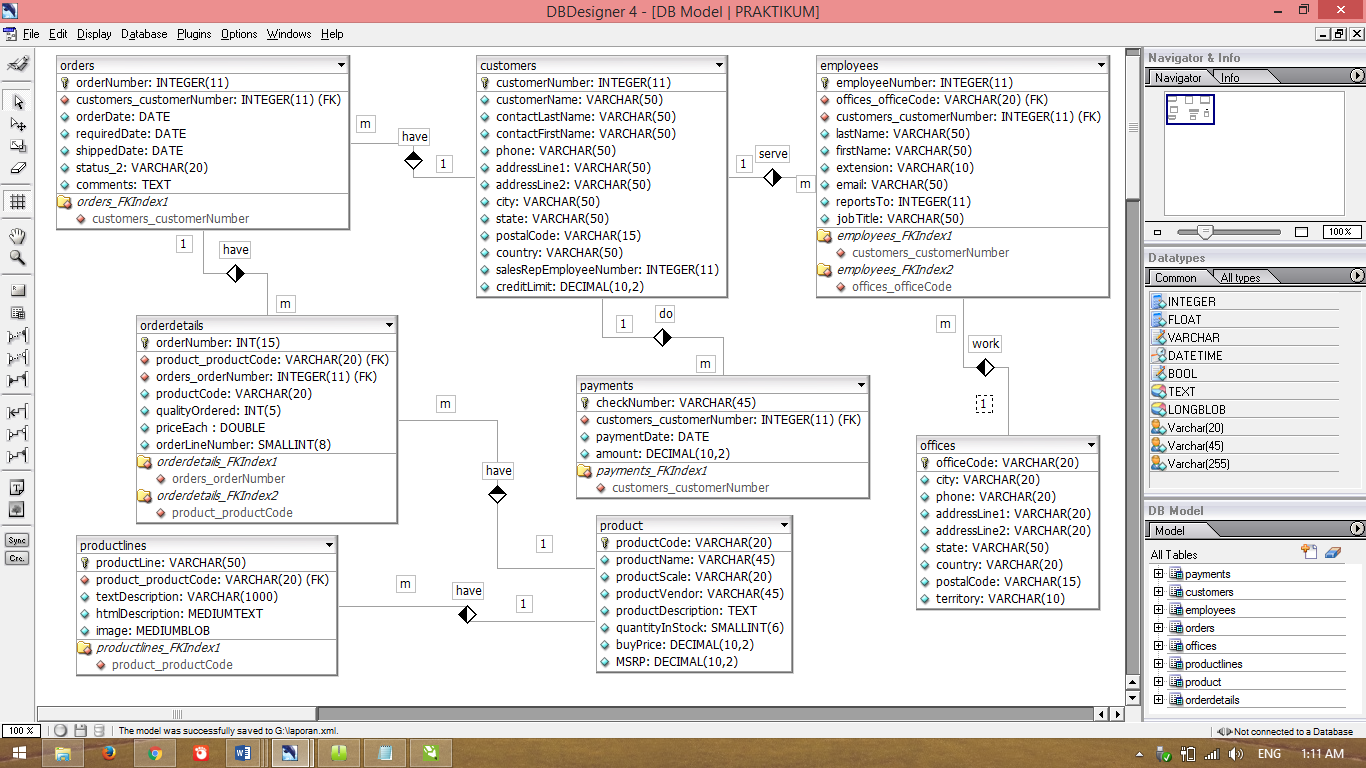 DBDesigner 4 - [DB Model | PRAKTIKUM]
File Edit Display Database Plugins Options Windows Help
orders
orderNumber: INTEGER(11)
customers_customerNumber: INTEGER(11) (FK)
orderDate: DATE
requiredDate: DATE
shippedDate: DATE
status_2: VARCHAR(20)
comments: TEXT
orders_FKIndex1
customers_customerNumber
m
have
1
customers
customerNumber: INTEGER(11)
customerName: VARCHAR(50)
contactLastName: VARCHAR(50)
contactFirstName: VARCHAR(50)
phone: VARCHAR(50)
addressLine1: VARCHAR(50)
addressLine2: VARCHAR(50)
city: VARCHAR(50)
state: VARCHAR(50)
postalCode: VARCHAR(15)
country: VARCHAR(50)
salesRepEmployeeNumber: INTEGER(11)
creditLimit: DECIMAL(10,2)
1
serve
m
employees
employeeNumber: INTEGER(11)
offices_officeCode: VARCHAR(20) (FK)
customers_customerNumber: INTEGER(11) (FK)
lastName: VARCHAR(50)
firstName: VARCHAR(50)
extension: VARCHAR(10)
email: VARCHAR(50)
reportsTo: INTEGER(11)
jobTitle: VARCHAR(50)
employees_FKIndex1
customers_customerNumber
employees_FKIndex2
offices_officeCode
1
have
m
orderdetails
orderNumber: INT(15)
product_productCode: VARCHAR(20) (FK)
orders_orderNumber: INTEGER(11) (FK)
productCode: VARCHAR(20)
qualityOrdered: INT(5)
priceEach : DOUBLE
orderLineNumber: SMALLINT(8)
orderdetails_FKIndex1
orders_orderNumber
orderdetails_FKIndex2
product_productCode
1
do
m
payments
checkNumber: VARCHAR(45)
customers_customerNumber: INTEGER(11) (FK)
paymentDate: DATE
amount: DECIMAL(10,2)
payments_FKIndex1
customers_customerNumber
m
work
1
offices
officeCode: VARCHAR(20)
city: VARCHAR(20)
phone: VARCHAR(20)
addressLine1: VARCHAR(20)
addressLine2: VARCHAR(20)
state: VARCHAR(50)
country: VARCHAR(20)
postalCode: VARCHAR(15)
territory: VARCHAR(10)
m
have
1
productlines
productLine: VARCHAR(50)
product_productCode: VARCHAR(20) (FK)
textDescription: VARCHAR(1000)
htmlDescription: MEDIUMTEXT
image: MEDIUMBLOB
productlines_FKIndex1
product_productCode
m
have
1
product
productCode: VARCHAR(20)
productName: VARCHAR(45)
productScale: VARCHAR(20)
productVendor: VARCHAR(45)
productDescription: TEXT
quantityInStock: SMALLINT(6)
buyPrice: DECIMAL(10,2)
MSRP: DECIMAL(10,2)
Navigator & Info
Navigator Info
100%
Datatypes
Common All types
INTEGER
FLOAT
VARCHAR
DATETIME
BOOL
TEXT
LONGBLOB
Varchar(20)
Varchar(45)
Varchar(255)
DB Model
Model
All Tables
payments
customers
employees
orders
offices
productlines
product
orderdetails
Sync
Crc.
100 %
The model was successfully saved to G:\laporan.xml.
Not connected to a Database
ENG
1:11 AM